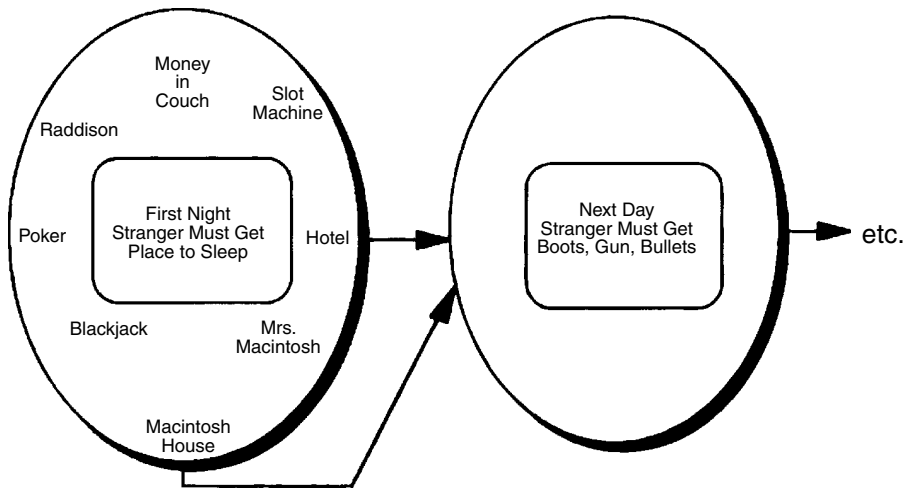 Money
in
Couch
Slot
Machine
Raddison
First Night
Stranger Must Get
Place to Sleep
Poker
Hotel
Blackjack
Mrs.
Macintosh
Macintosh
House
Next Day
Stranger Must Get
Boots, Gun, Bullets
etc.